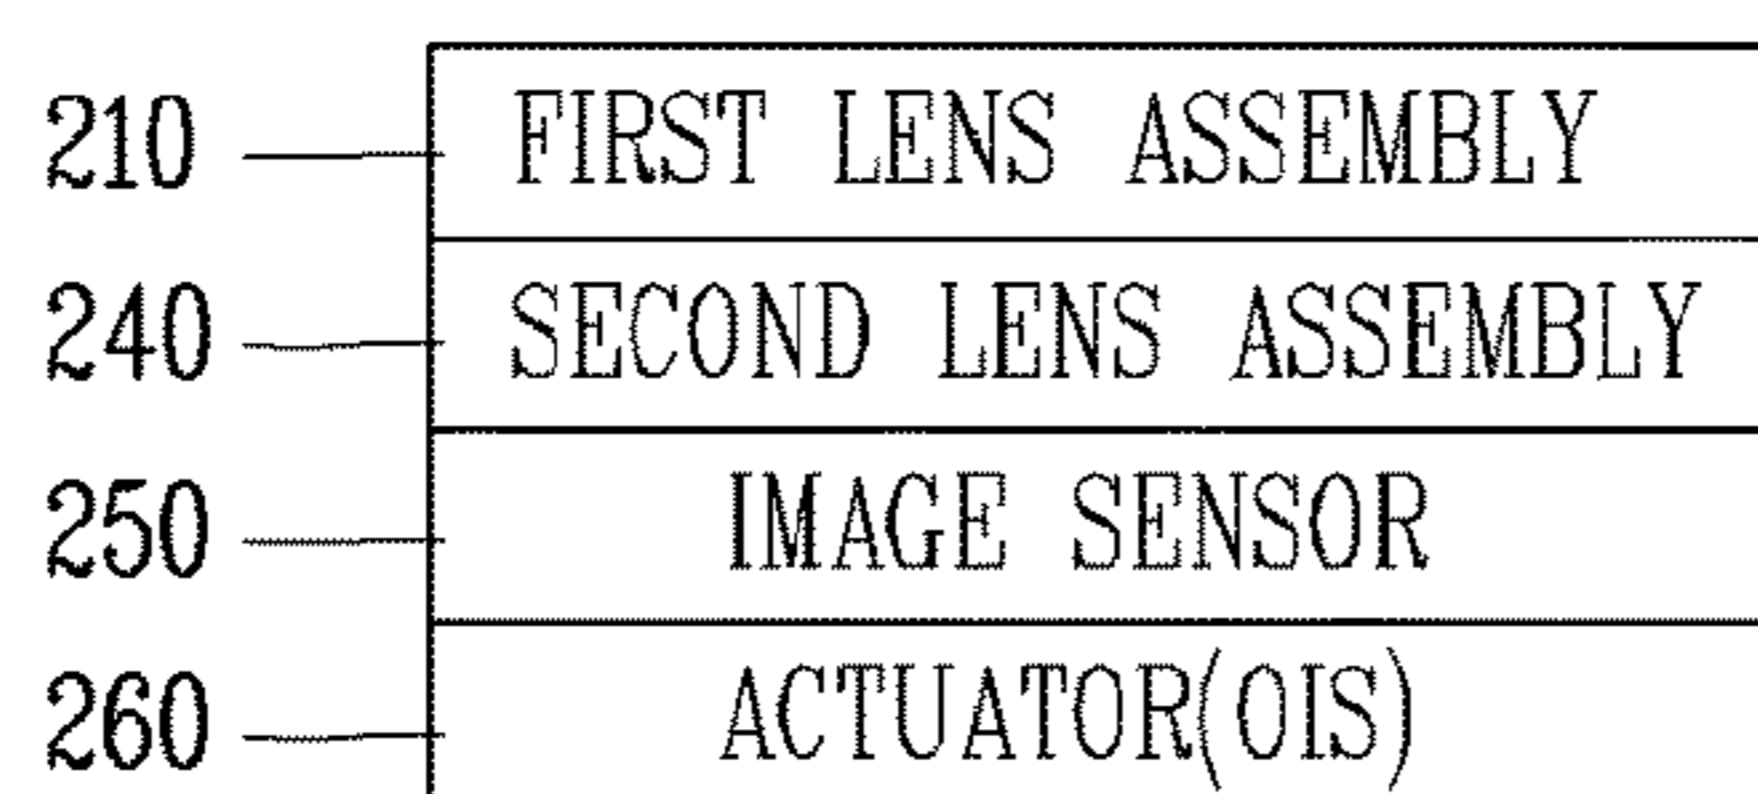 210 FIRST LENS ASSEMBLY
240 SECOND LENS ASSEMBLY
250 IMAGE SENSOR
260 ACTUATOR(OIS)